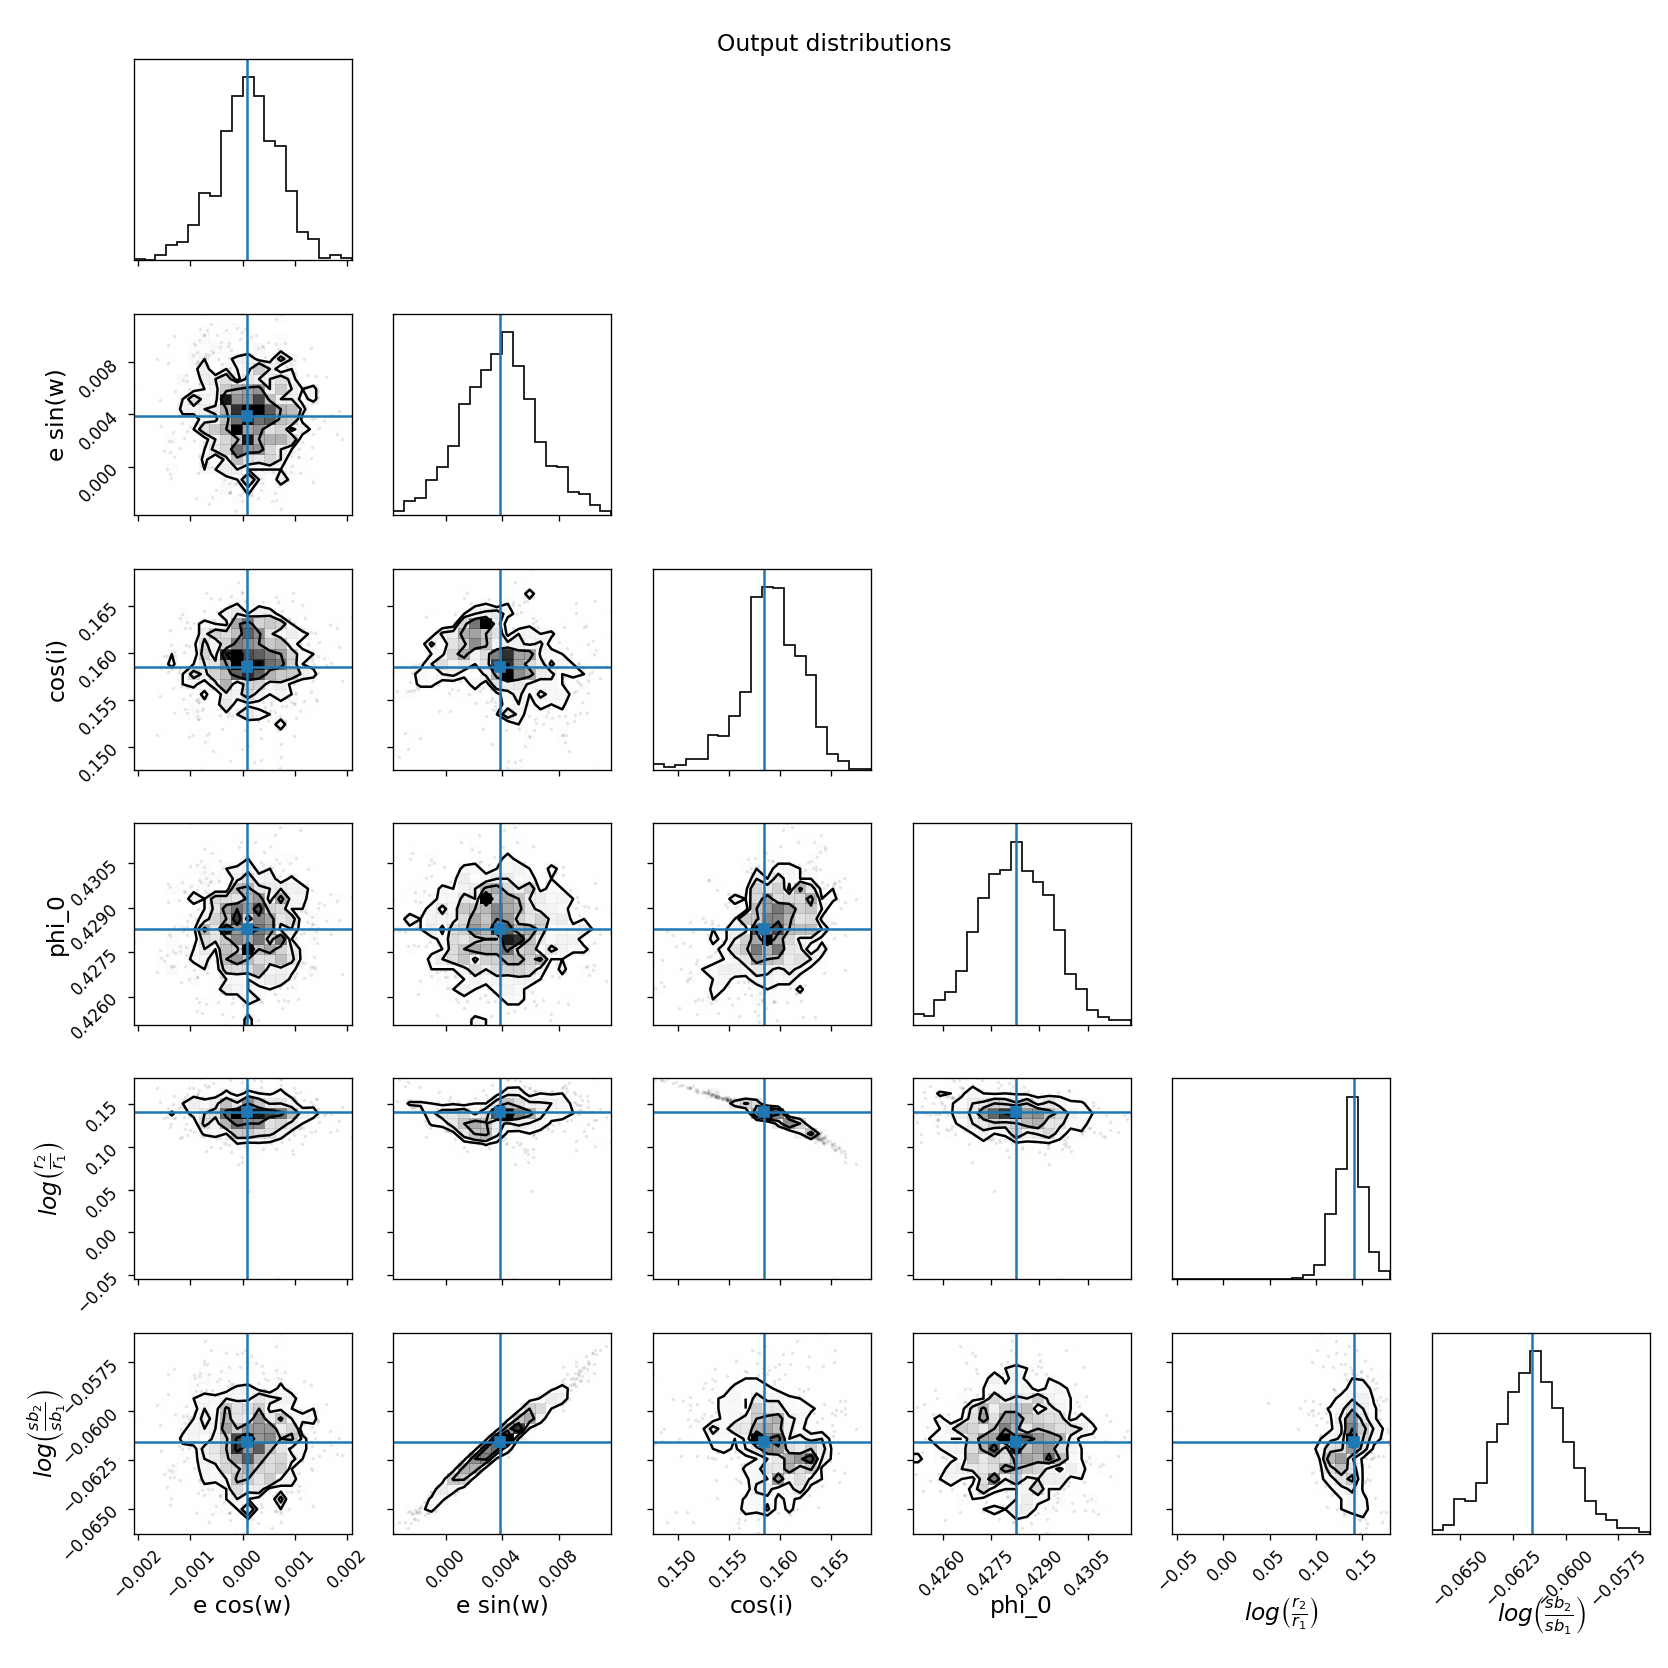 Output distributions
e sin(w)
0.008
0.004
0.000
cos(i)
0.165
0.160
0.155
0.150
phi_0
0.4305
0.4290
0.4275
0.4260
log(r₂/r₁)
0.15
0.10
0.05
0.00
−0.05
log(sb₂/sb₁)
−0.0575
−0.0600
−0.0625
−0.0650
−0.002 −0.001 0.000 0.001 0.002 0.000 0.004 0.008 0.150 0.155 0.160 0.165 0.4260 0.4275 0.4290 0.4305 −0.05 0.00 0.05 0.10 0.15 −0.0650 −0.0625 −0.0600 −0.0575
e cos(w) e sin(w) cos(i) phi_0 log(r₂/r₁) log(sb₂/sb₁)